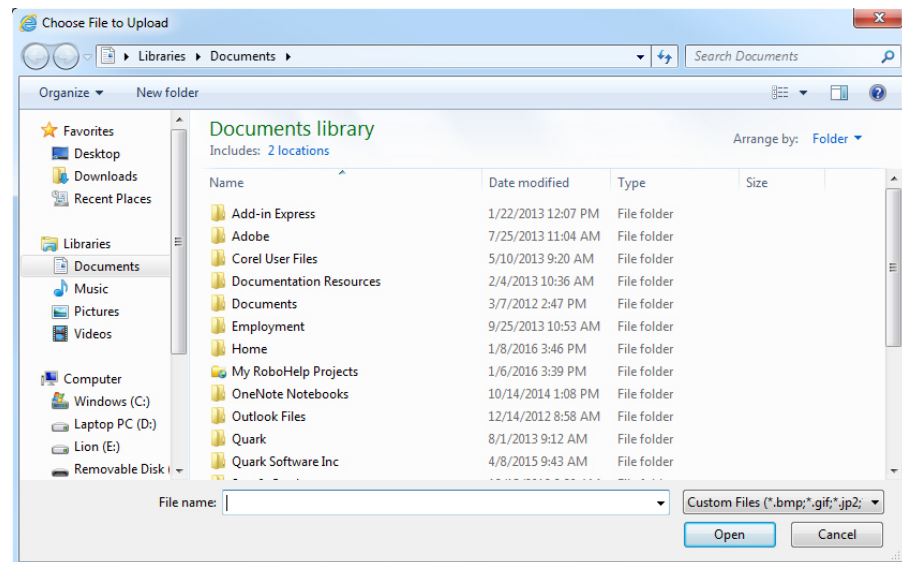 Choose File to Upload
Libraries Documents
Search Documents
Organize New folder
Favorites
Desktop
Downloads
Recent Places
Libraries
Documents
Music
Pictures
Videos
Computer
Windows (C:)
Laptop PC (D:)
Lion (E:)
Removable Disk
Documents library
Includes: 2 locations
Arrange by: Folder
Name Date modified Type Size
Add-in Express 1/22/2013 12:07 PM File folder
Adobe 7/25/2013 11:04 AM File folder
Corel User Files 5/10/2013 9:20 AM File folder
Documentation Resources 2/4/2013 10:36 AM File folder
Documents 3/7/2012 2:47 PM File folder
Employment 9/25/2013 10:53 AM File folder
Home 1/8/2016 3:46 PM File folder
My RoboHelp Projects 1/6/2016 3:39 PM File folder
OneNote Notebooks 10/14/2014 1:08 PM File folder
Outlook Files 12/14/2012 8:58 AM File folder
Quark 8/1/2013 9:12 AM File folder
Quark Software Inc 4/8/2015 9:43 AM File folder
File name:
Custom Files (*.bmp;*.gif;*.jp2;
Open Cancel